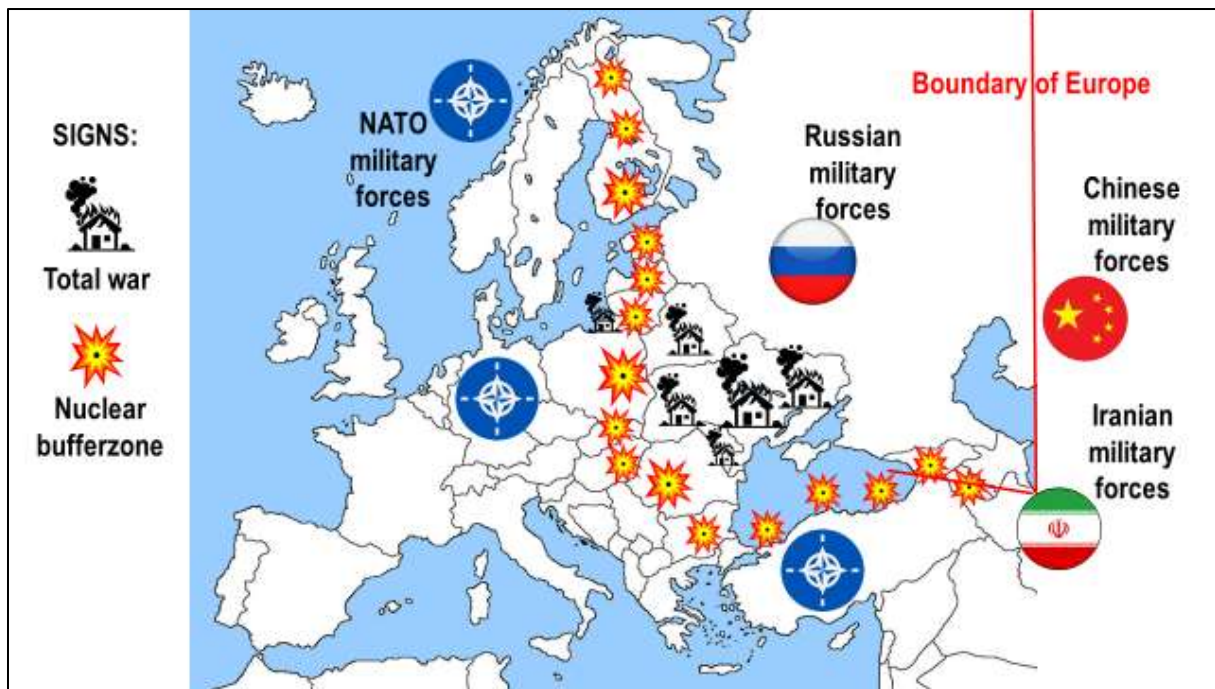 SIGNS:
Total war
Nuclear
bufferzone
NATO
military
forces
Russian
military
forces
Boundary of Europe
Chinese
military
forces
Iranian
military
forces